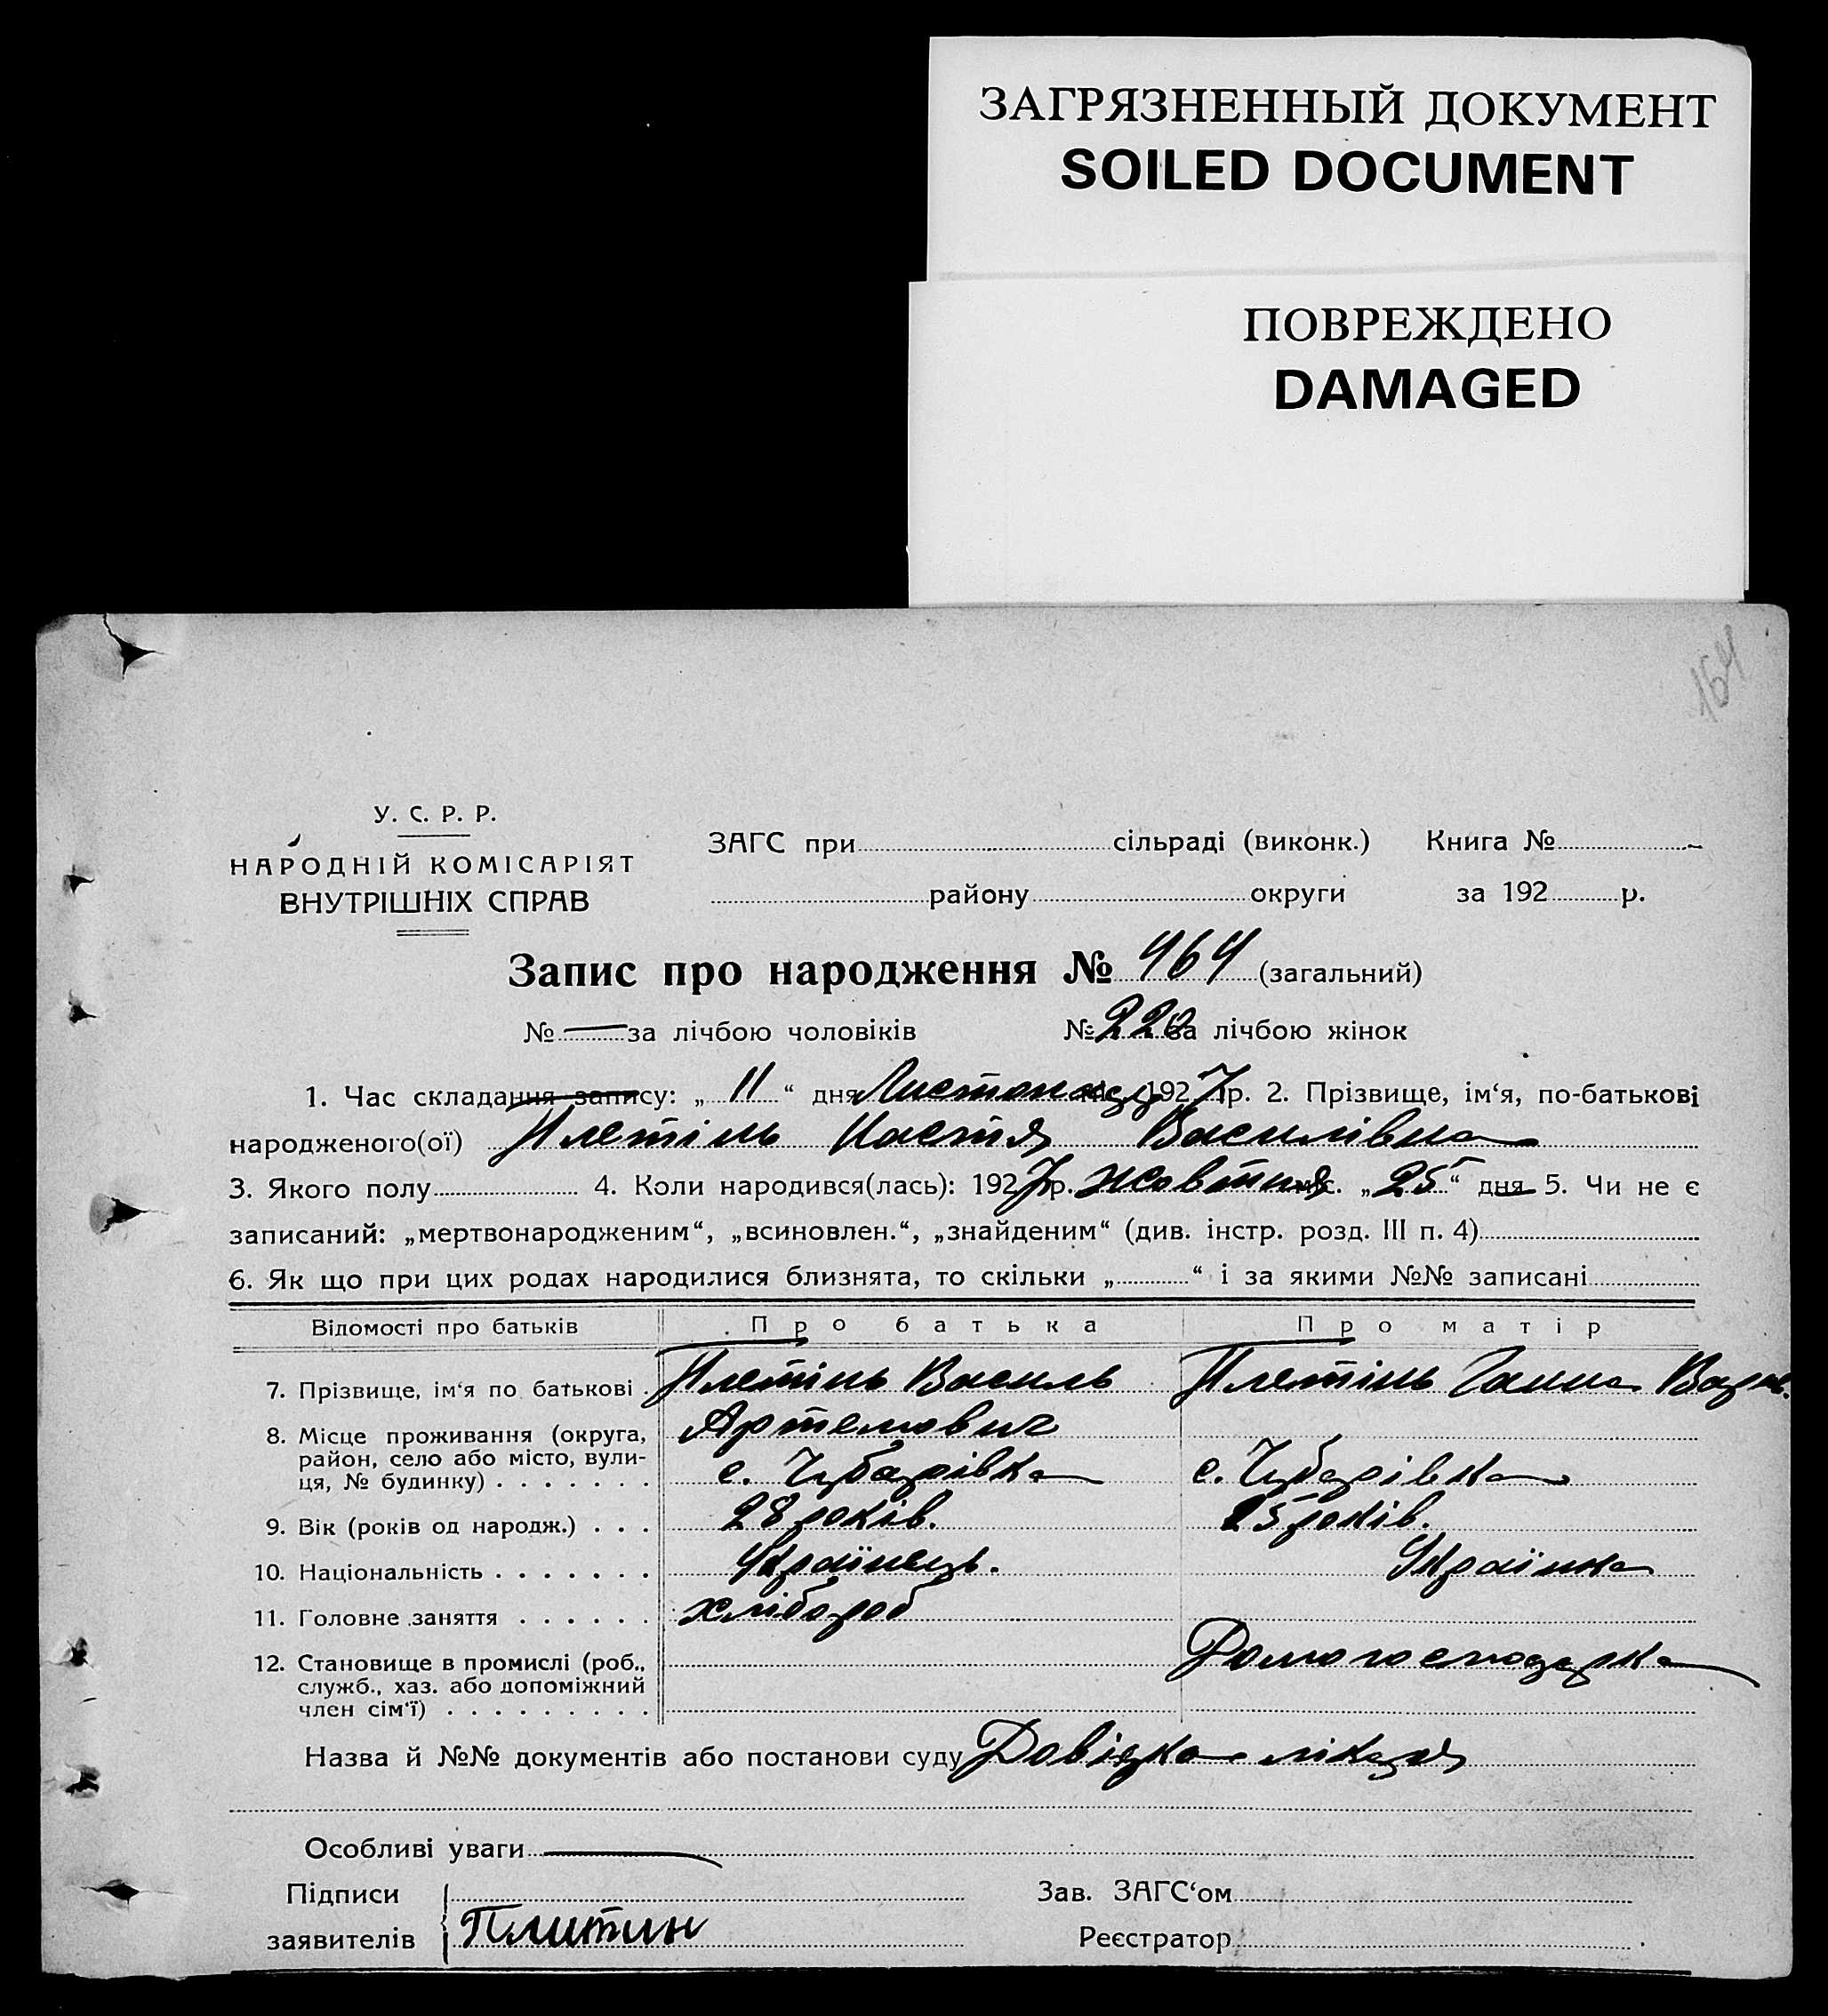 ЗАГРЯЗНЕННЫЙ ДОКУМЕНТ
SOILED DOCUMENT
ПОВРЕЖДЕНО
DAMAGED
164
У. С. Р. Р.
НАРОДНІЙ КОМІСАРІЯТ
ВНУТРІШНІХ СПРАВ
ЗАГС при сільраді (виконк.) Книга №
району округи за 192 р.
Запис про народження № 464 (загальний)
№ — за лічбою чоловіків № 220 за лічбою жінок
1. Час складання запису: „ 11 “ дня Листопаду 1927 р. 2. Прізвище, ім‘я, по-батькові
народженого(ої) Плетінь Настя Василівна
3. Якого полу 4. Коли народився(лась): 1927 р. Жовтня міс. „ 25 “ дня 5. Чи не є
записаний: „мертвонародженим“, „всиновлен.“, „знайденим“ (див. інстр. розд. III п. 4)
6. Як що при цих родах народилися близнята, то скільки „ “ і за якими №№ записані
Відомості про батьків Про батька Про матір
7. Прізвище, ім‘я по батькові Плетінь Василь Плетінь Ганна
Артемович
8. Місце проживання (округа,
район, село або місто, вули-
ця, № будинку) с. Чубарівка с. Чубарівка
9. Вік (років од народж.) 28 років. 25 років.
10. Національність Українець. Українка
11. Головне заняття хлібороб
12. Становище в промислі (роб., Домогосподарка
служб., хаз. або допоміжний
член сім‘ї)
Назва й №№ документів або постанови суду Довідка лікаря
Особливі уваги —
Підписи Зав. ЗАГС‘ом
заявителів Плитин Реєстратор